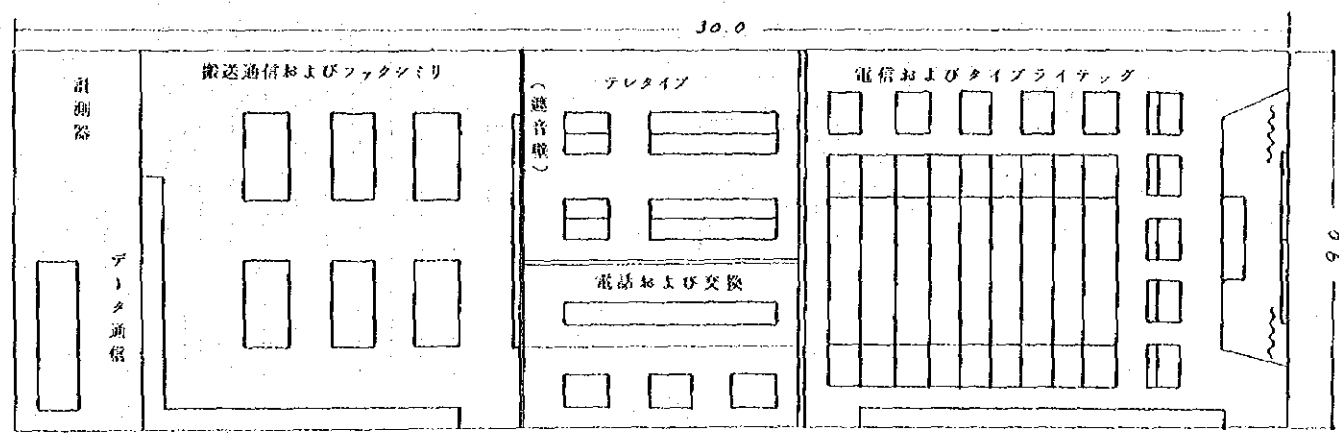 30.0
計測器
搬送通信およびファクシミリ
(遮音壁)
テレタイプ
電信およびタイプライテッグ
データ通信
電話および交換
9.0